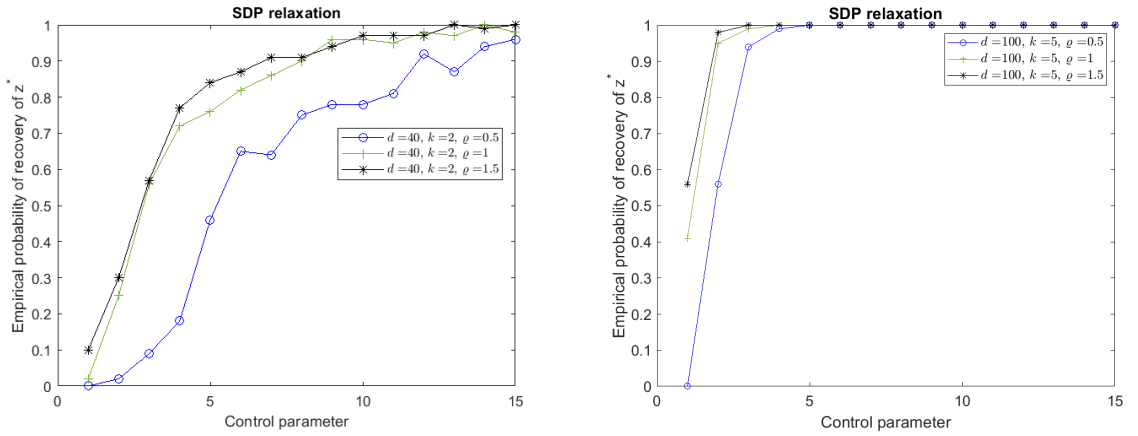 SDP relaxation
Empirical probability of recovery of z*
1
0.9
0.8
0.7
0.6
0.5
0.4
0.3
0.2
0.1
0
d =40, k =2, ϱ =0.5
d =40, k =2, ϱ =1
d =40, k =2, ϱ =1.5
0 5 10 15
Control parameter
SDP relaxation
Empirical probability of recovery of z*
1
0.9
0.8
0.7
0.6
0.5
0.4
0.3
0.2
0.1
0
d =100, k =5, ϱ =0.5
d =100, k =5, ϱ =1
d =100, k =5, ϱ =1.5
0 5 10 15
Control parameter